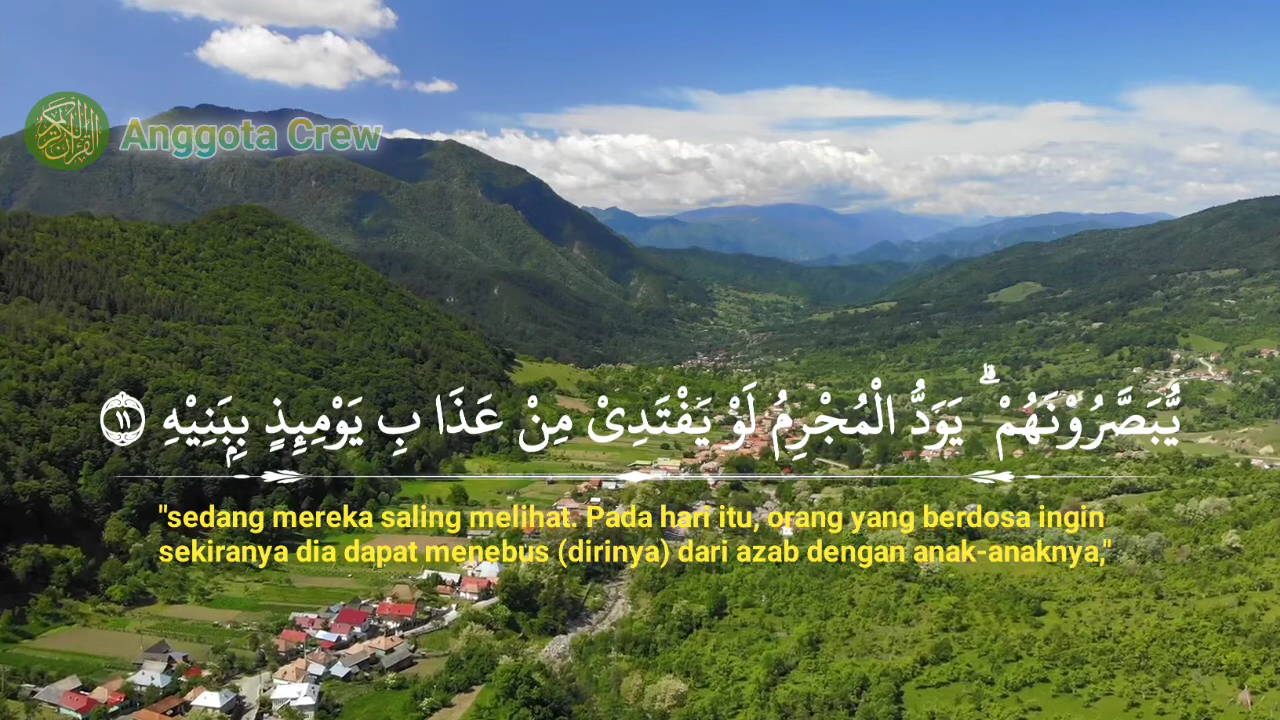 Anggota Crew
يُّبَصَّرُوْنَهُمْۗ يَوَدُّ الْمُجْرِمُ لَوْ يَفْتَدِيْ مِنْ عَذَا بِ يَوْمِئِذٍۢ بِبَنِيْهِ ۝١١
"sedang mereka saling melihat. Pada hari itu, orang yang berdosa ingin
sekiranya dia dapat menebus (dirinya) dari azab dengan anak-anaknya,"